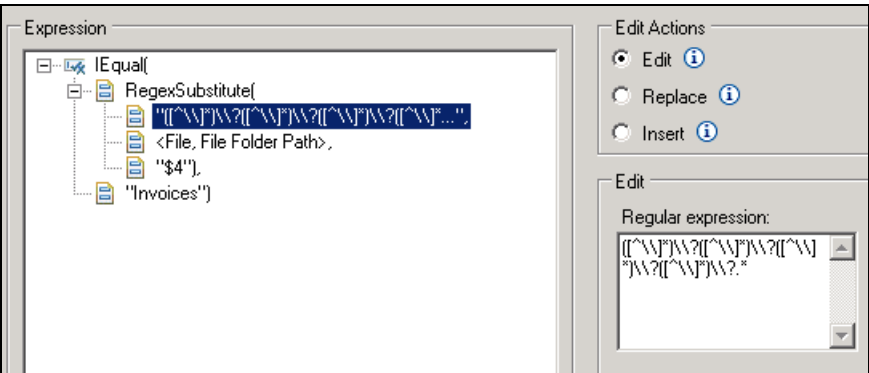 Expression
IEqual(
RegexSubstitute(
"([^\\]*)\\?([^\\]*)\\?([^\\]*)\\?([^\\]*...",
<File, File Folder Path>,
"$4"),
"Invoices")
Edit Actions
Edit
Replace
Insert
Edit
Regular expression:
([^\\]*)\\?([^\\]*)\\?([^\\]
*)\\?([^\\]*)\\?.*